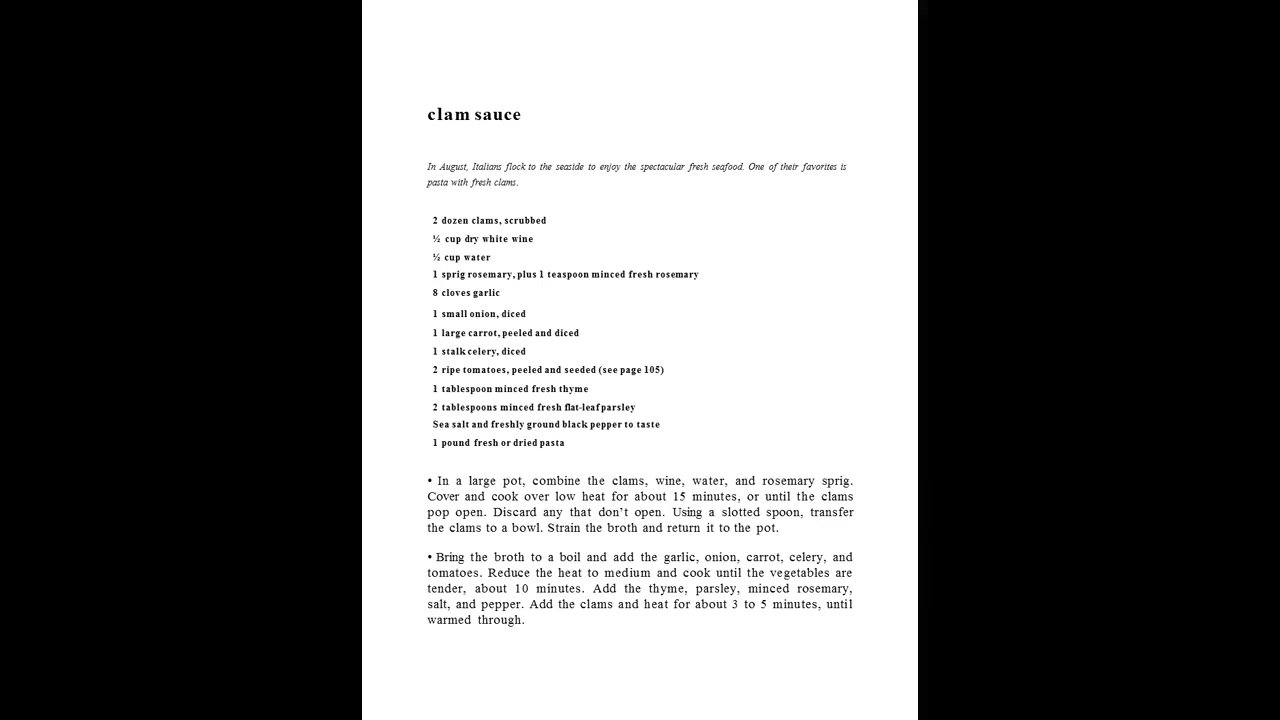 clam sauce
In August, Italians flock to the seaside to enjoy the spectacular fresh seafood. One of their favorites is
pasta with fresh clams.
2 dozen clams, scrubbed
½ cup dry white wine
½ cup water
1 sprig rosemary, plus 1 teaspoon minced fresh rosemary
8 cloves garlic
1 small onion, diced
1 large carrot, peeled and diced
1 stalk celery, diced
2 ripe tomatoes, peeled and seeded (see page 105)
1 tablespoon minced fresh thyme
2 tablespoons minced fresh flat-leaf parsley
Sea salt and freshly ground black pepper to taste
1 pound fresh or dried pasta
• In a large pot, combine the clams, wine, water, and rosemary sprig.
Cover and cook over low heat for about 15 minutes, or until the clams
pop open. Discard any that don’t open. Using a slotted spoon, transfer
the clams to a bowl. Strain the broth and return it to the pot.
• Bring the broth to a boil and add the garlic, onion, carrot, celery, and
tomatoes. Reduce the heat to medium and cook until the vegetables are
tender, about 10 minutes. Add the thyme, parsley, minced rosemary,
salt, and pepper. Add the clams and heat for about 3 to 5 minutes, until
warmed through.